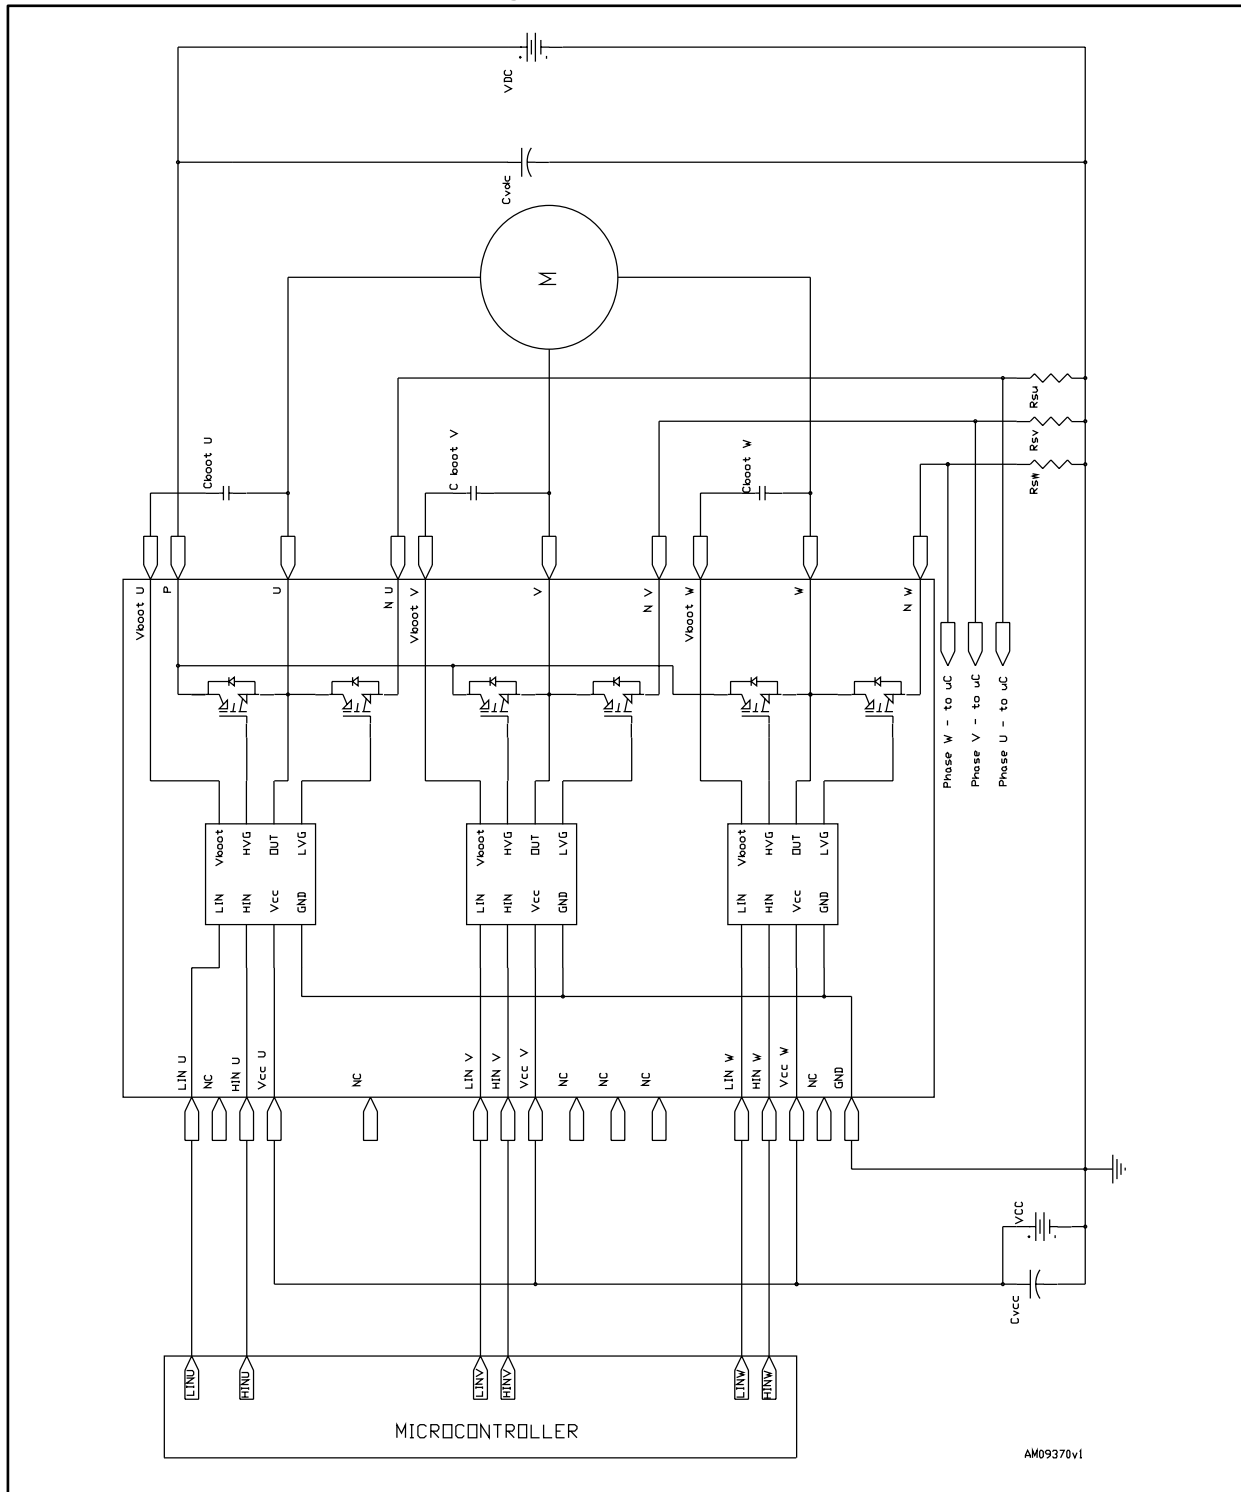 VDC
Cvdc
M
Rsu
Rsv
RsW
Cboot U
C boot V
Cboot W
Vboot U
P
U
N U
Vboot V
V
N V
Vboot W
W
N W
Phase W - to uC
Phase V - to uC
Phase U - to uC
Vboot
HVG
OUT
LVG
LIN
HIN
Vcc
GND
Vboot
HVG
OUT
LVG
LIN
HIN
Vcc
GND
Vboot
HVG
OUT
LVG
LIN
HIN
Vcc
GND
LIN U
NC
HIN U
Vcc U
NC
LIN V
HIN V
Vcc V
NC
NC
NC
LIN W
HIN W
Vcc W
NC
GND
VCC
Cvcc
LINU
HINU
LINV
HINV
LINW
HINW
MICROCONTROLLER
AM09370v1